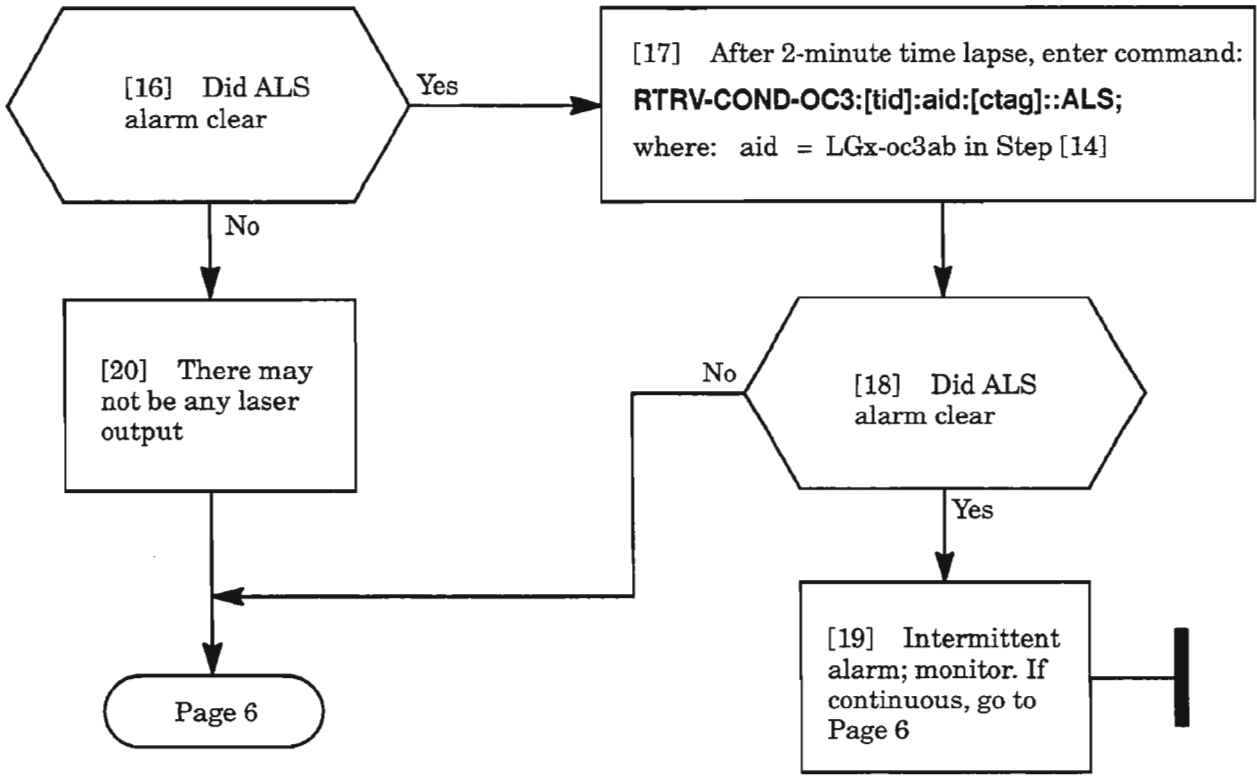 [16] Did ALS
alarm clear
Yes
No
[17] After 2-minute time lapse, enter command:
RTRV-COND-OC3:[tid]:aid:[ctag]::ALS;
where: aid = LGx-oc3ab in Step [14]
[20] There may
not be any laser
output
No
[18] Did ALS
alarm clear
Yes
[19] Intermittent
alarm; monitor. If
continuous, go to
Page 6
Page 6